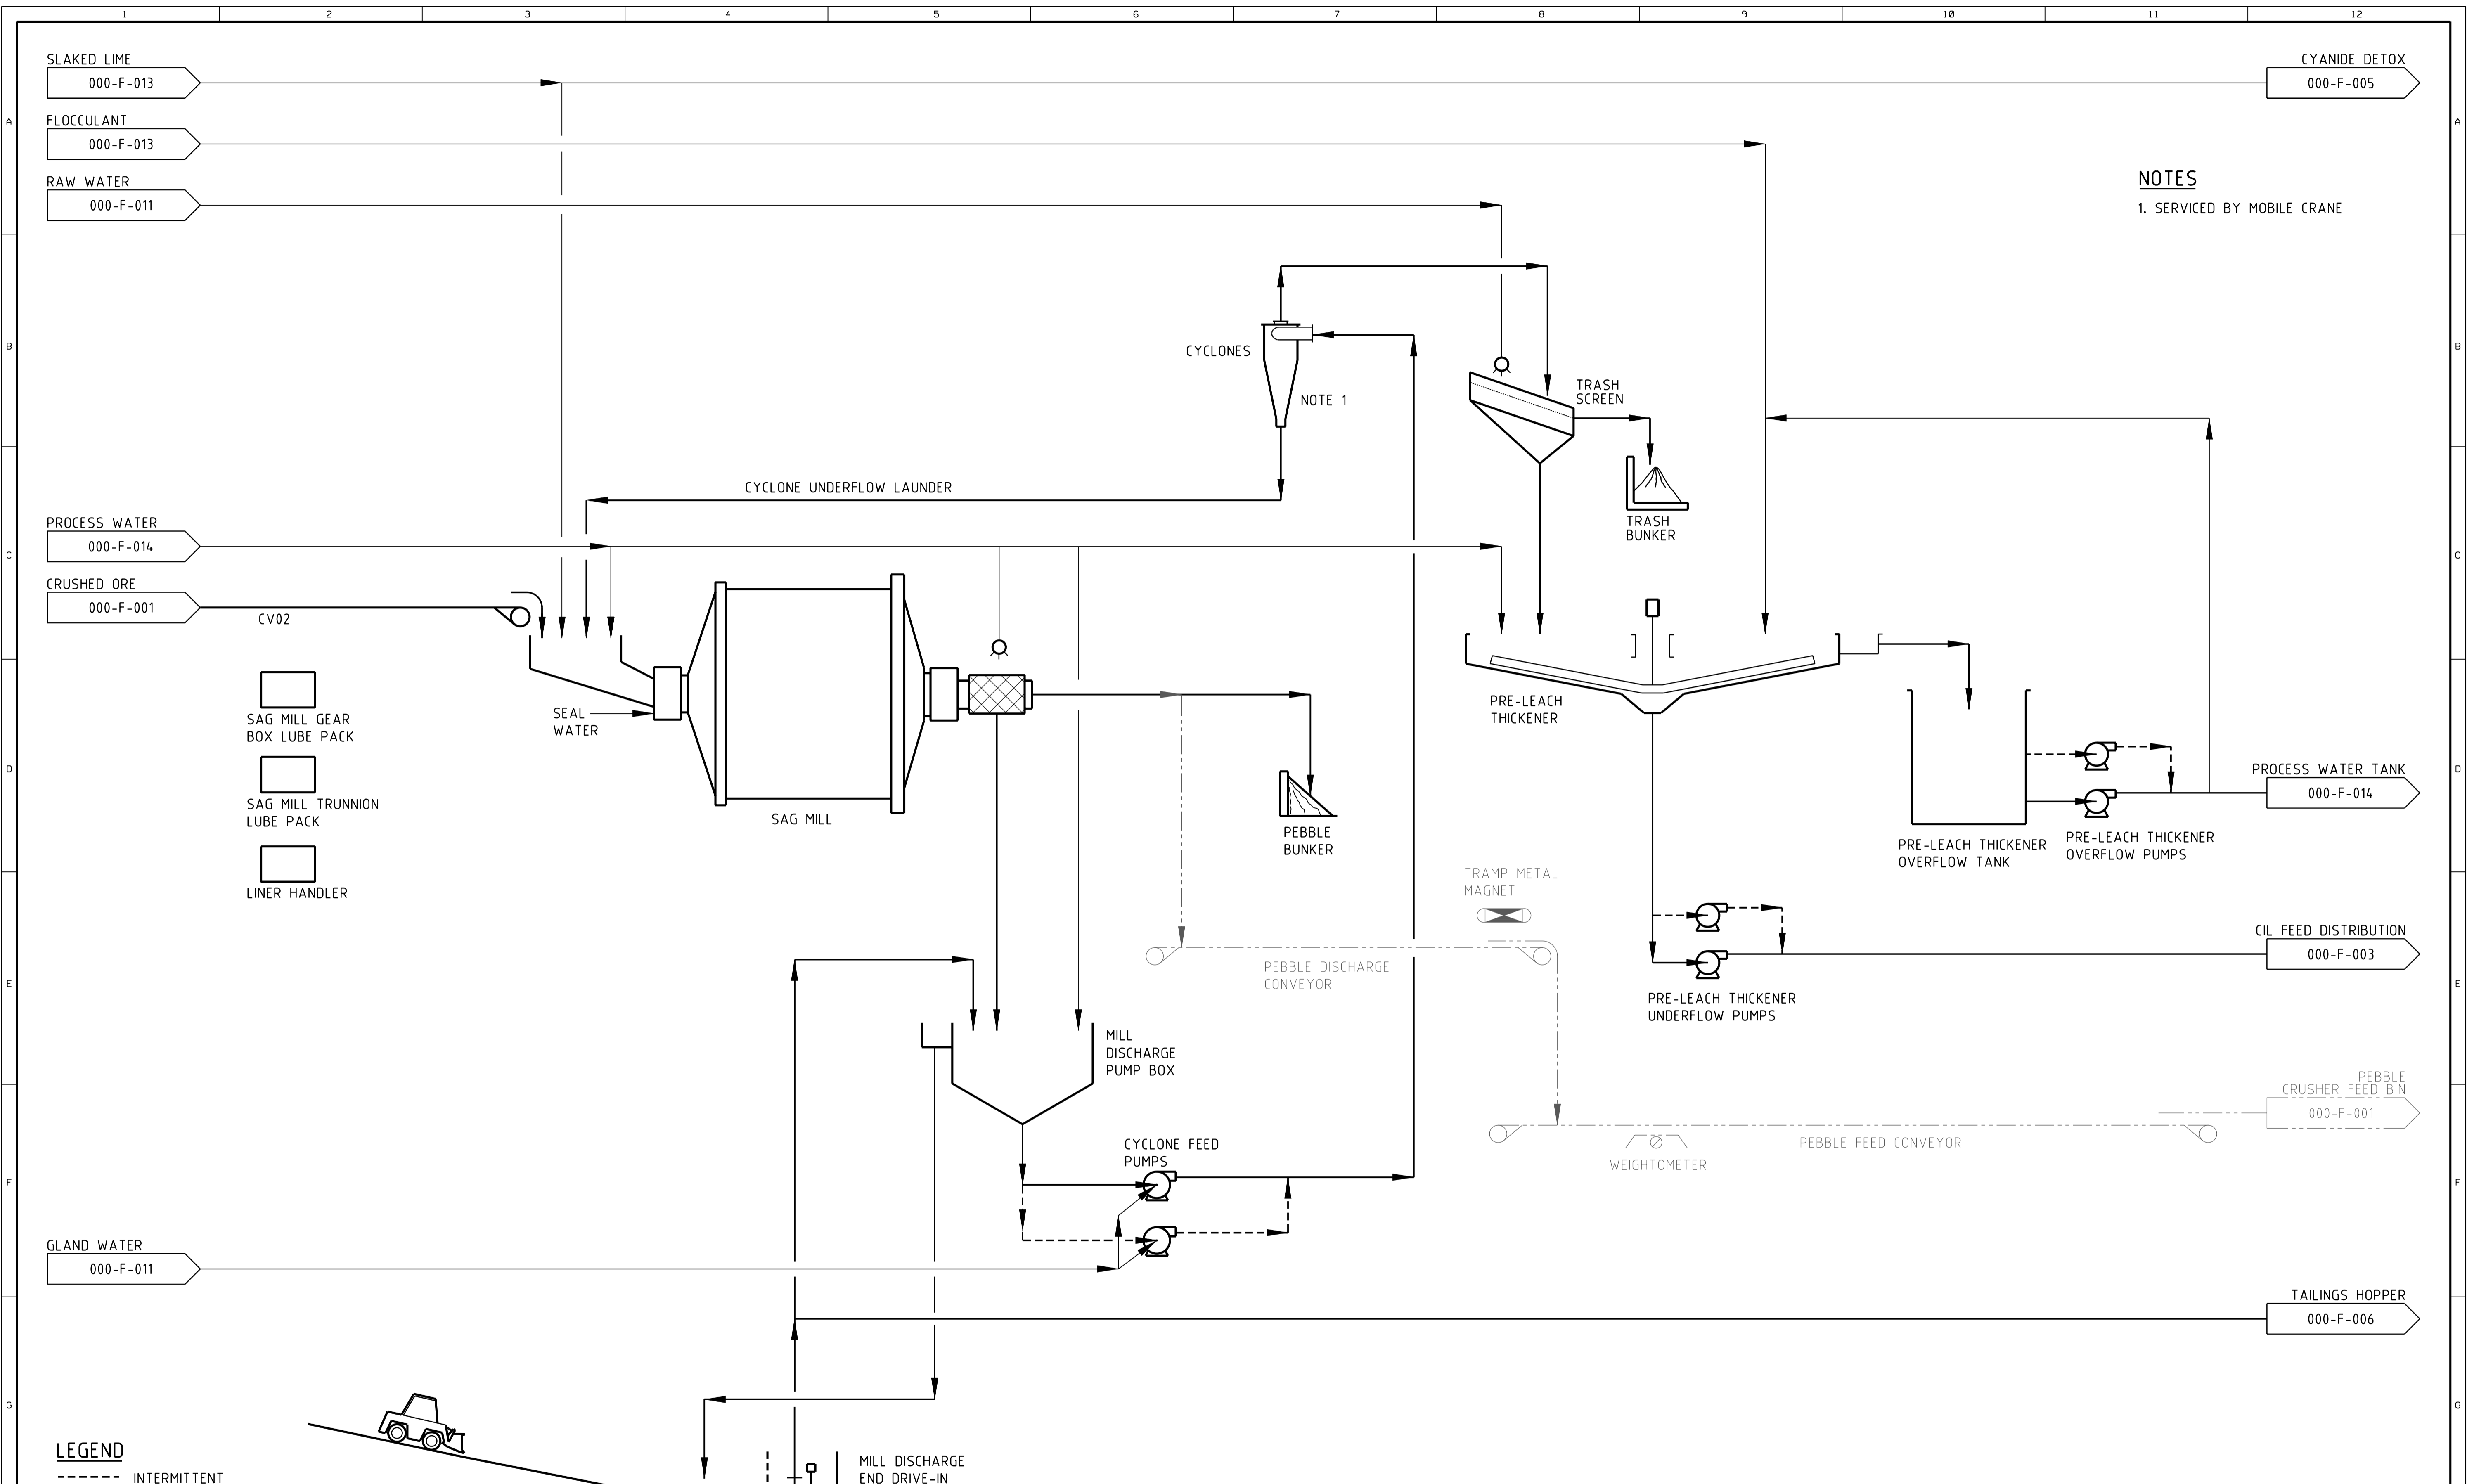 1 2 3 4 5 6 7 8 9 10 11 12
SLAKED LIME
000-F-013
CYANIDE DETOX
000-F-005
A A
FLOCCULANT
000-F-013
RAW WATER
000-F-011
NOTES
1. SERVICED BY MOBILE CRANE
B B
CYCLONES
NOTE 1
TRASH
SCREEN
CYCLONE UNDERFLOW LAUNDER
TRASH
BUNKER
PROCESS WATER
000-F-014
C C
CRUSHED ORE
000-F-001
CV02
SAG MILL GEAR
BOX LUBE PACK
SEAL
WATER
PRE-LEACH
THICKENER
D D
SAG MILL TRUNNION
LUBE PACK
SAG MILL
PEBBLE
BUNKER
PROCESS WATER TANK
000-F-014
PRE-LEACH THICKENER
OVERFLOW TANK
PRE-LEACH THICKENER
OVERFLOW PUMPS
LINER HANDLER
TRAMP METAL
MAGNET
CIL FEED DISTRIBUTION
000-F-003
PEBBLE DISCHARGE
CONVEYOR
E E
PRE-LEACH THICKENER
UNDERFLOW PUMPS
MILL
DISCHARGE
PUMP BOX
PEBBLE
CRUSHER FEED BIN
000-F-001
CYCLONE FEED
PUMPS
WEIGHTOMETER
PEBBLE FEED CONVEYOR
F F
GLAND WATER
000-F-011
TAILINGS HOPPER
000-F-006
G G
LEGEND
INTERMITTENT
MILL DISCHARGE
END DRIVE-IN